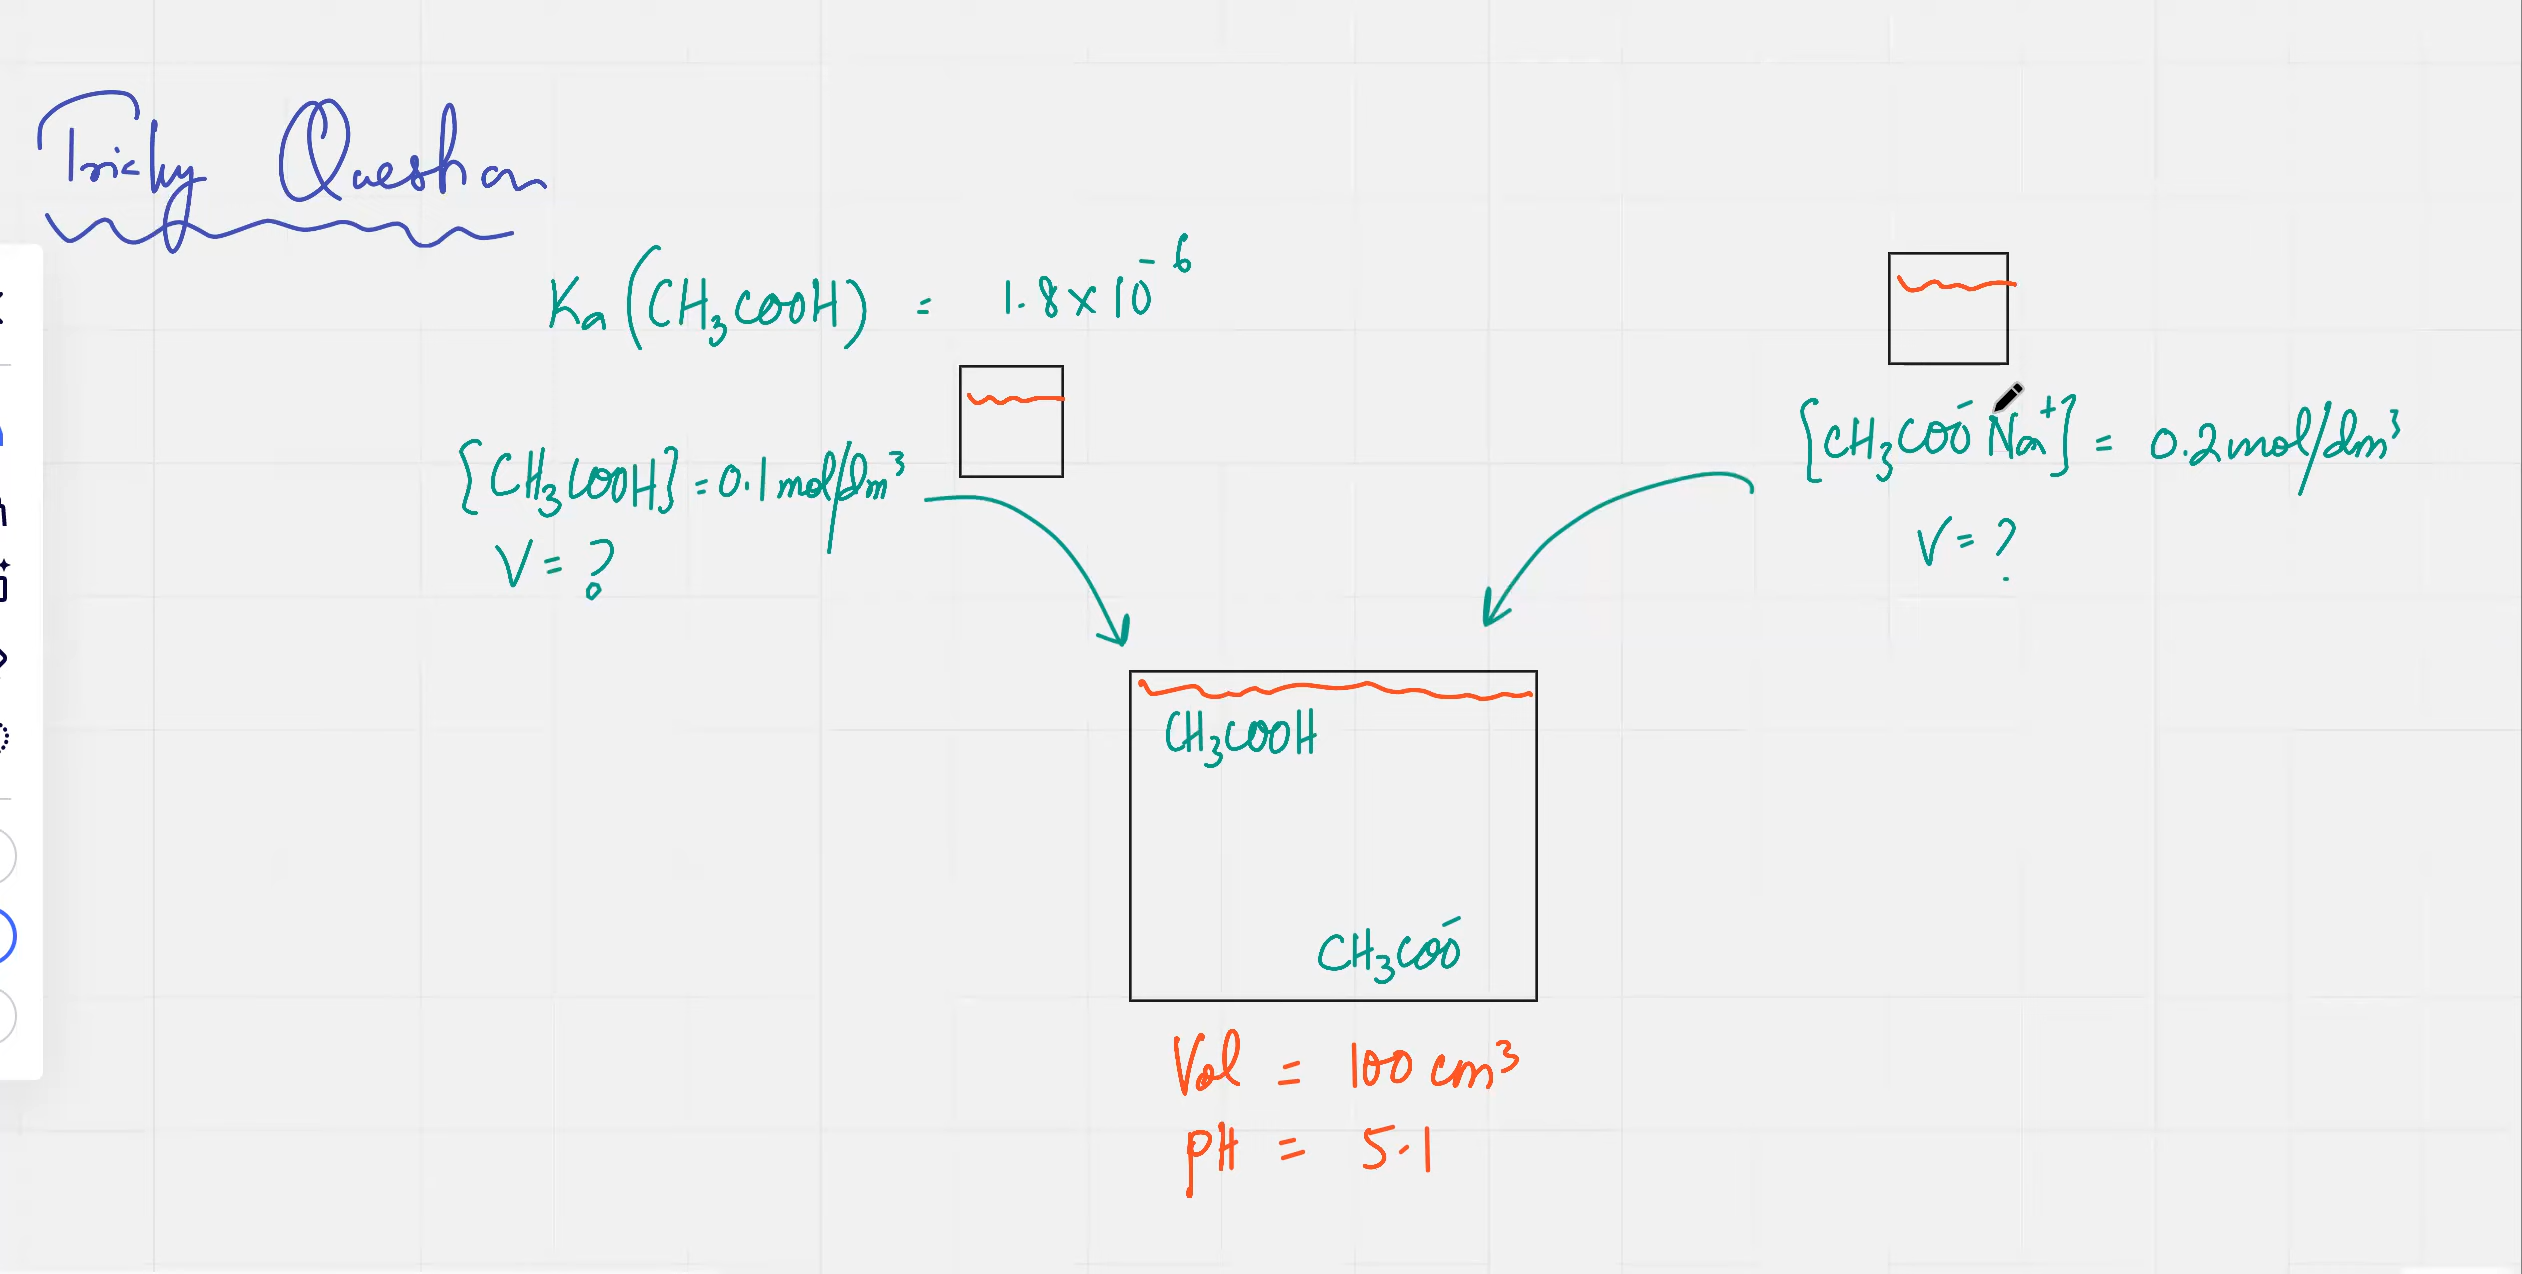 Tricky Question
Ka (CH₃COOH) = 1.8 × 10⁻⁶
[CH₃COOH] = 0.1 mol/dm³
V = ?
[CH₃COO⁻Na⁺] = 0.2 mol/dm³
V = ?
CH₃COOH
CH₃COO⁻
Vol = 100 cm³
pH = 5.1